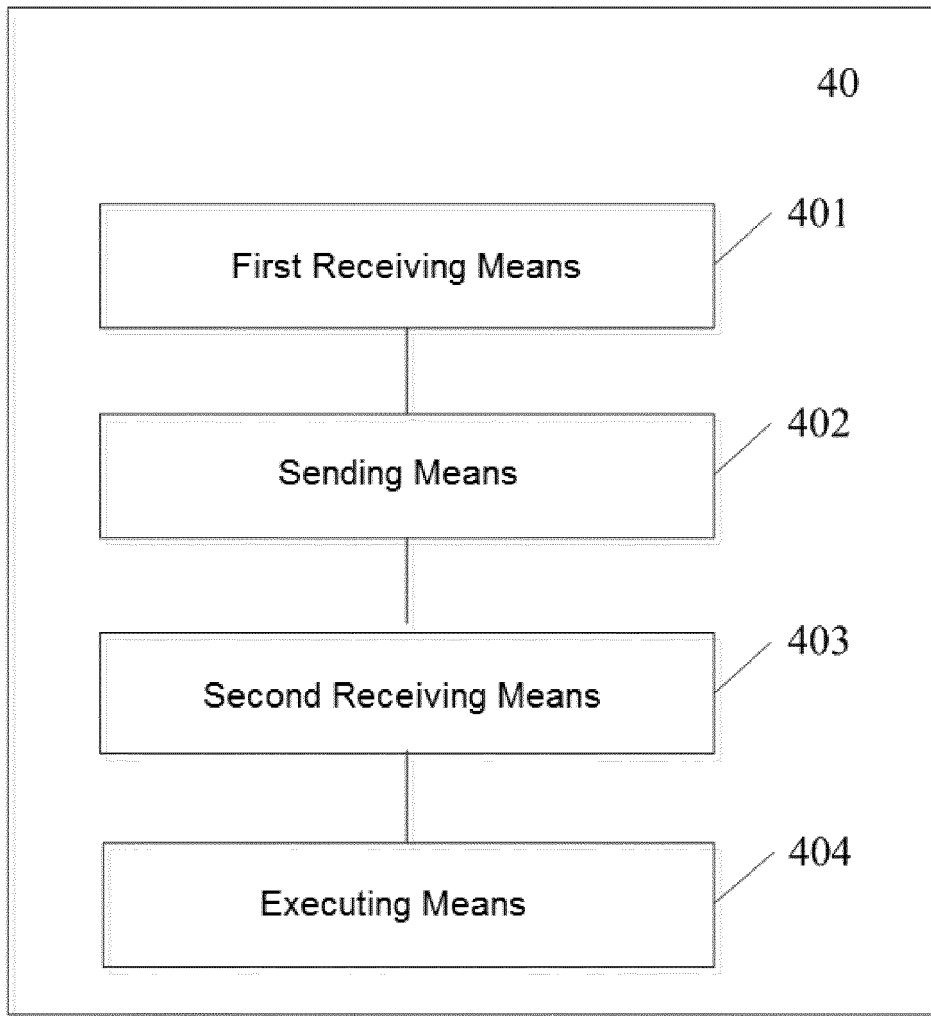 40
401
First Receiving Means
402
Sending Means
403
Second Receiving Means
404
Executing Means